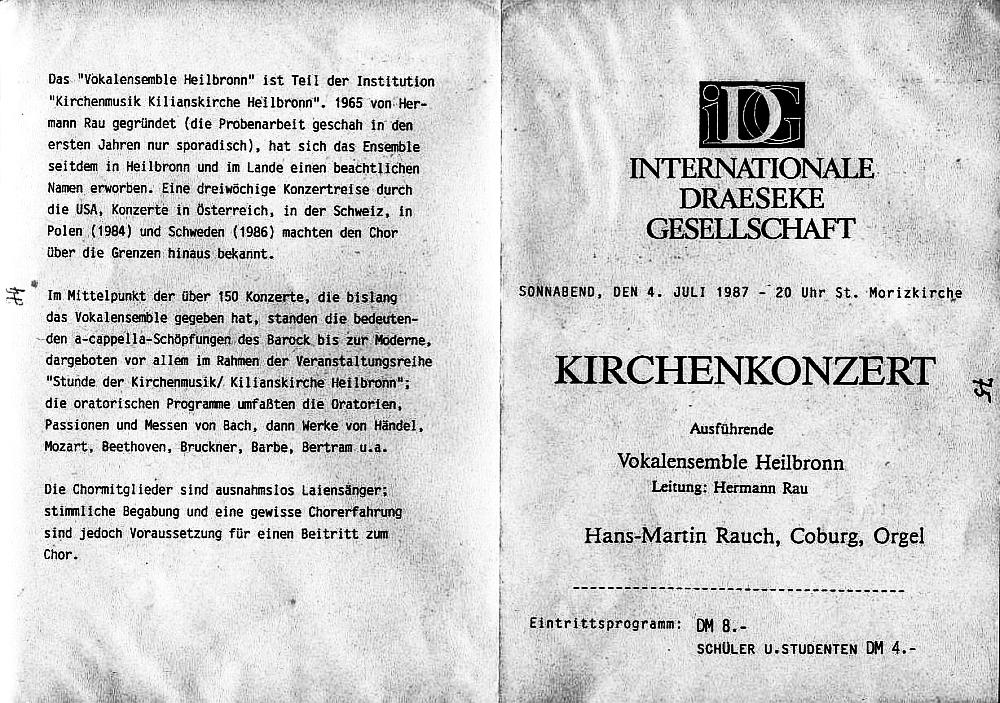 Das "Vokalensemble Heilbronn" ist Teil der Institution
"Kirchenmusik Kilianskirche Heilbronn". 1965 von Her-
mann Rau gegründet (die Probenarbeit geschah in den
ersten Jahren nur sporadisch), hat sich das Ensemble
seitdem in Heilbronn und im Lande einen beachtlichen
Namen erworben. Eine dreiwöchige Konzertreise durch
die USA, Konzerte in Österreich, in der Schweiz, in
Polen (1984) und Schweden (1986) machten den Chor
über die Grenzen hinaus bekannt.
Im Mittelpunkt der über 150 Konzerte, die bislang
das Vokalensemble gegeben hat, standen die bedeuten-
den a-cappella-Schöpfungen des Barock bis zur Moderne,
dargeboten vor allem im Rahmen der Veranstaltungsreihe
"Stunde der Kirchenmusik/ Kilianskirche Heilbronn";
die oratorischen Programme umfaßten die Oratorien,
Passionen und Messen von Bach, dann Werke von Händel,
Mozart, Beethoven, Bruckner, Barbe, Bertram u.a.
Die Chormitglieder sind ausnahmslos Laiensänger;
stimmliche Begabung und eine gewisse Chorerfahrung
sind jedoch Voraussetzung für einen Beitritt zum
Chor.
iDG
INTERNATIONALE
DRAESEKE
GESELLSCHAFT
SONNABEND, DEN 4. JULI 1987 - 20 Uhr St. Morizkirche
KIRCHENKONZERT
Ausführende
Vokalensemble Heilbronn
Leitung: Hermann Rau
Hans-Martin Rauch, Coburg, Orgel
Eintrittsprogramm: DM 8.-
SCHÜLER U.STUDENTEN DM 4.-